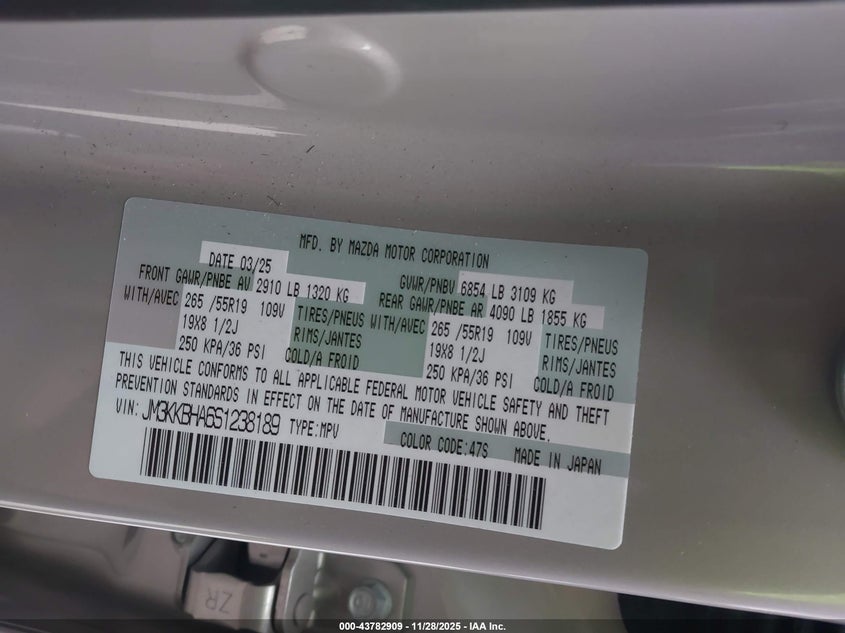 MFD. BY MAZDA MOTOR CORPORATION
DATE 03/25
GVWR/PNBV 6854 LB 3109 KG
FRONT GAWR/PNBE AV 2910 LB 1320 KG
REAR GAWR/PNBE AR 4090 LB 1855 KG
WITH/AVEC 265 /55R19 109V TIRES/PNEUS
19X8 1/2J RIMS/JANTES
250 KPA/36 PSI COLD/A FROID
WITH/AVEC 265 /55R19 109V TIRES/PNEUS
19X8 1/2J RIMS/JANTES
250 KPA/36 PSI COLD/A FROID
THIS VEHICLE CONFORMS TO ALL APPLICABLE FEDERAL MOTOR VEHICLE SAFETY AND THEFT
PREVENTION STANDARDS IN EFFECT ON THE DATE OF MANUFACTURE SHOWN ABOVE.
VIN: JM3KKBHA6S1238189 TYPE:MPV
COLOR CODE:47S MADE IN JAPAN
ZR
000-43782909 - 11/28/2025 - IAA Inc.